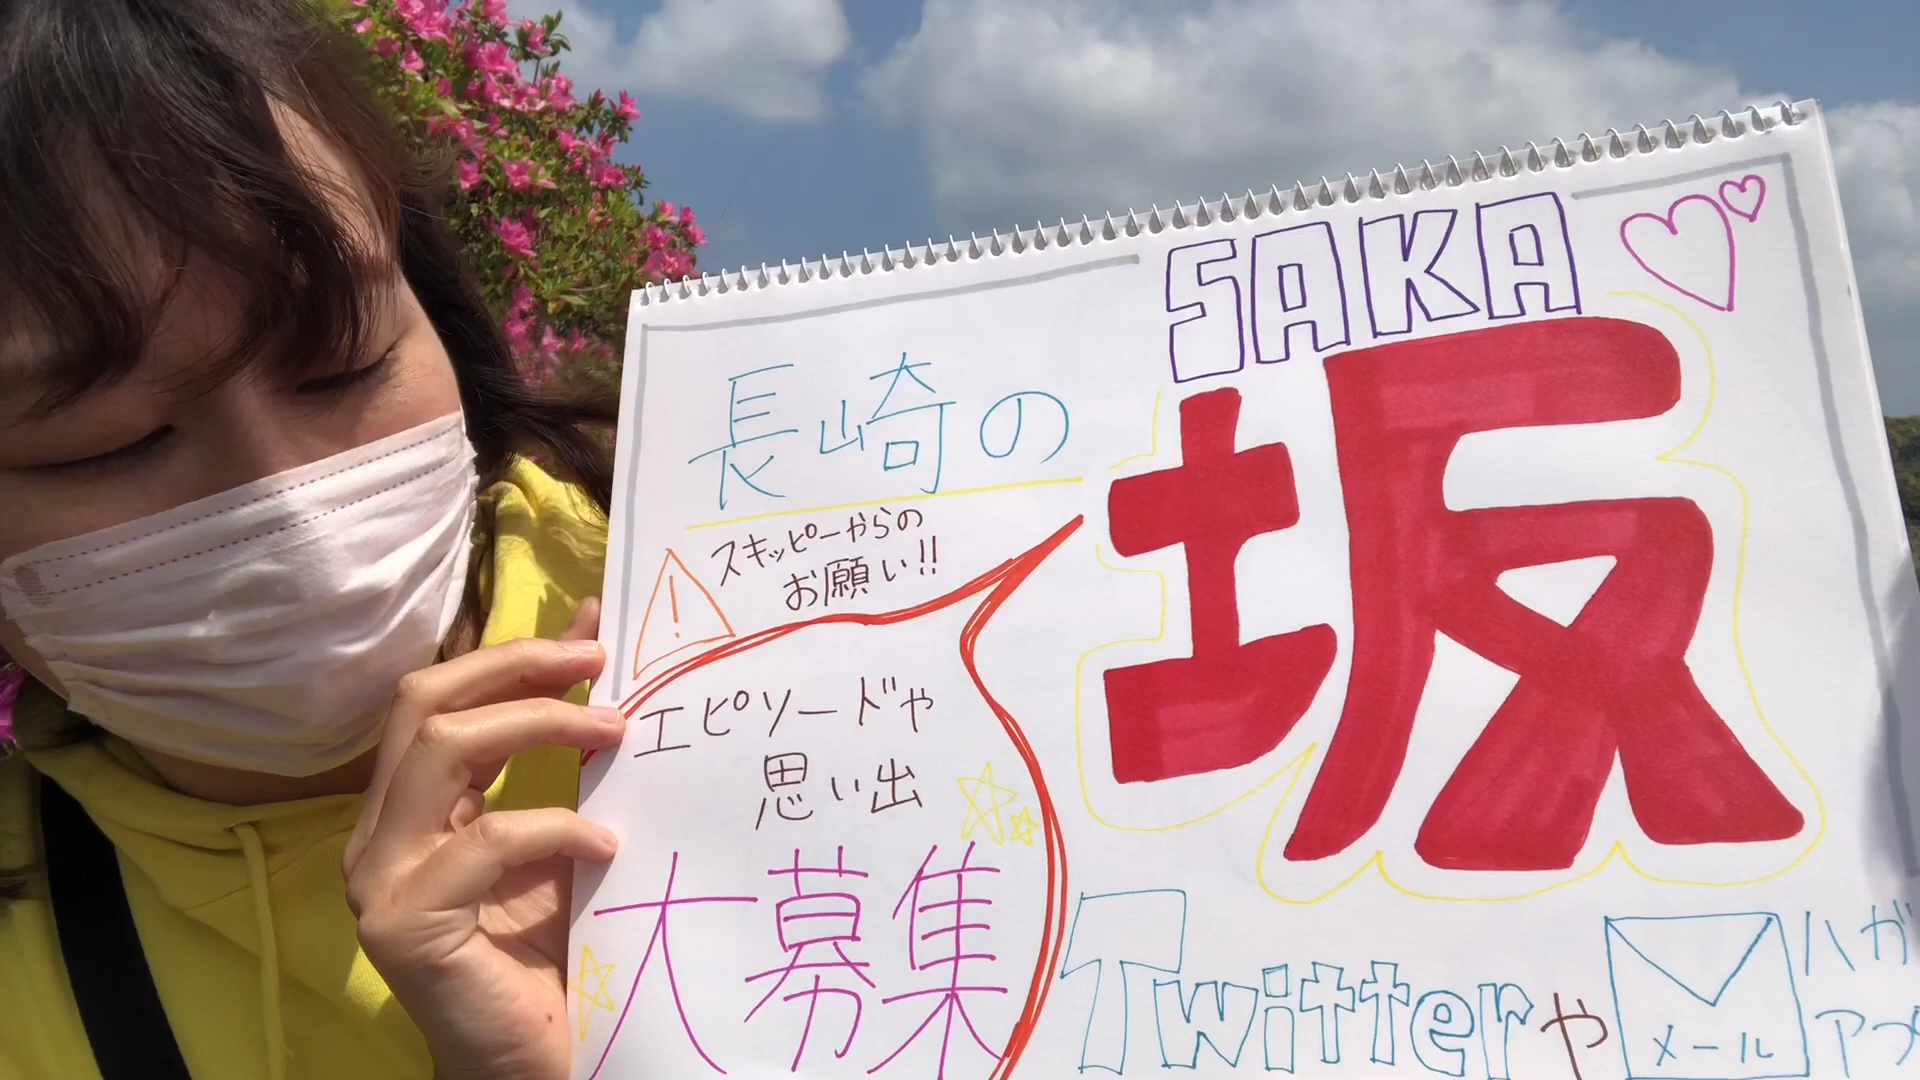 SAKA
長崎の
坂
スキッピーからの
お願い!!
エピソードや
思い出
大募集
Twitterや
メール
ハガ
アプ